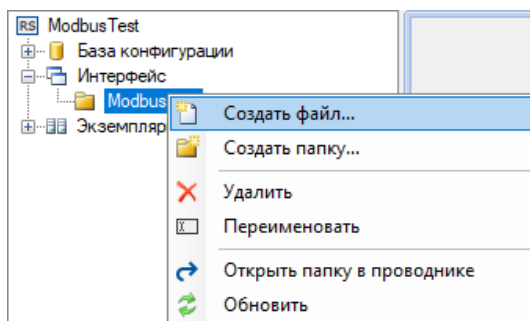 RS ModbusTest
База конфигурации
Интерфейс
Modbus
Создать файл...
Экземпляр
Создать папку...
Удалить
Переименовать
Открыть папку в проводнике
Обновить